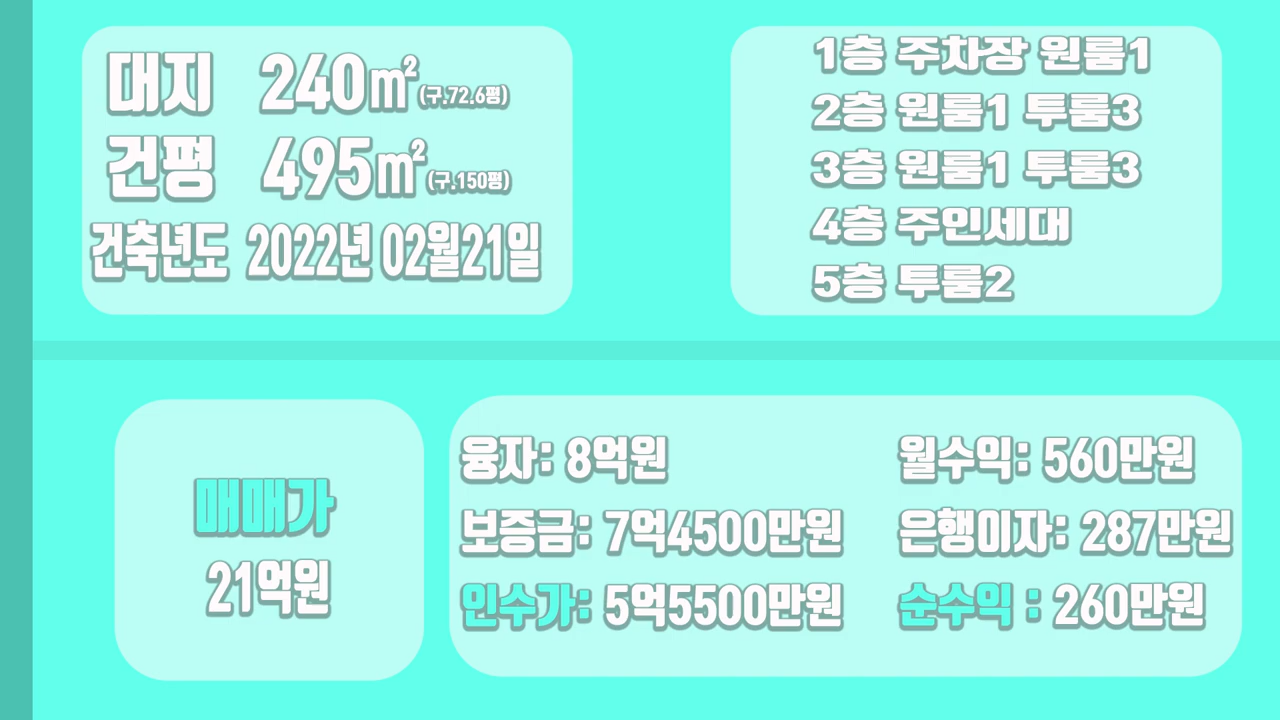 대지 240㎡(구.72.6평)
건평 495㎡(구.150평)
건축년도 2022년 02월21일
1층 주차장 원룸1
2층 원룸1 투룸3
3층 원룸1 투룸3
4층 주인세대
5층 투룸2
매매가
21억원
융자: 8억원
보증금: 7억4500만원
인수가: 5억5500만원
월수익: 560만원
은행이자: 287만원
순수익 : 260만원